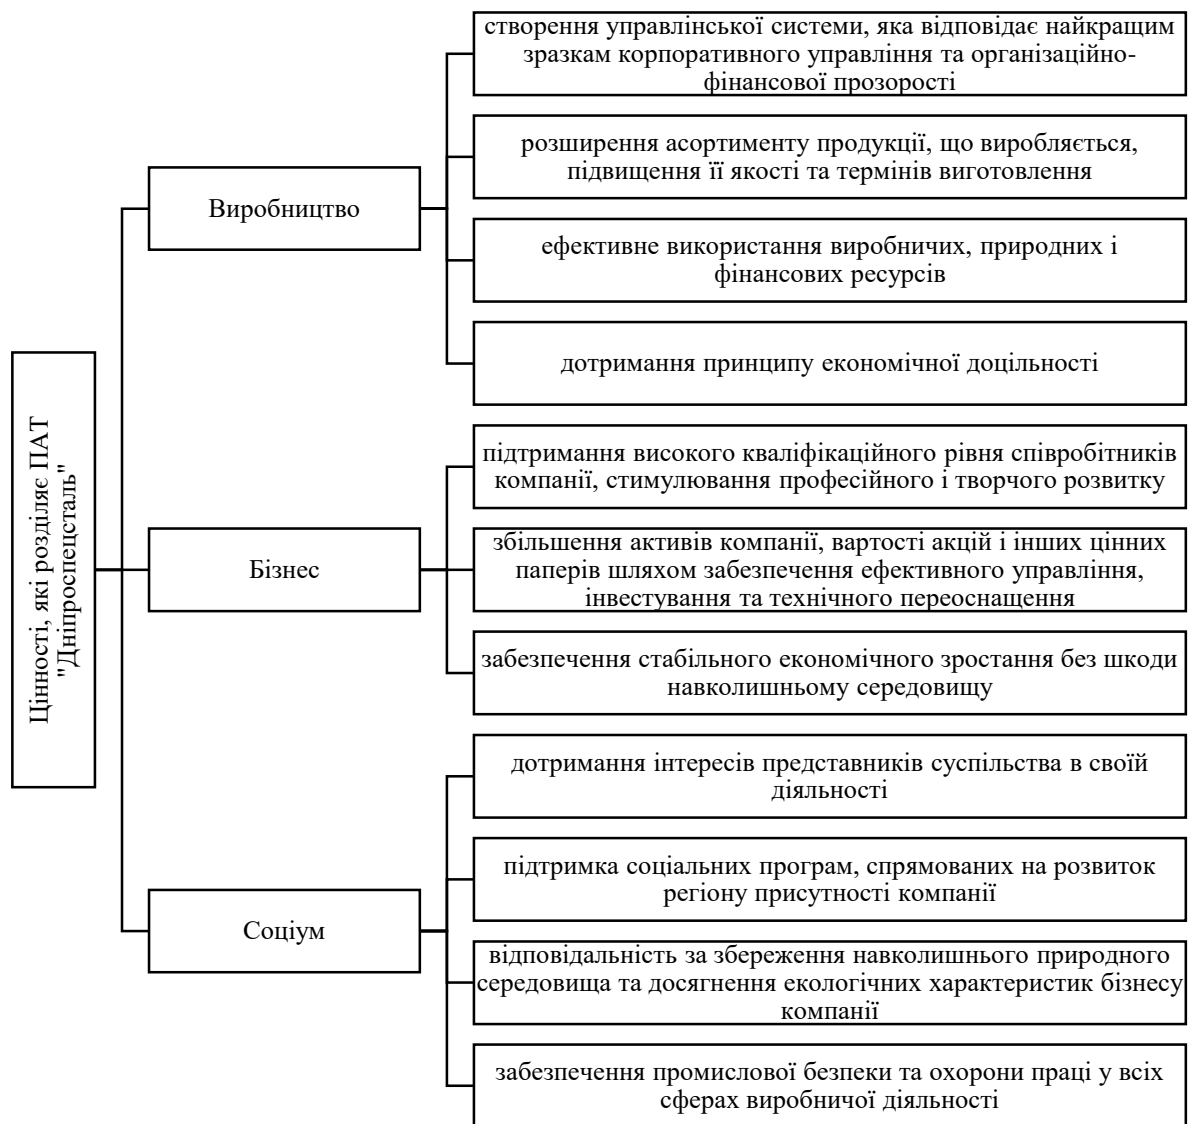 Цінності, які розділяє ПАТ
"Дніпроспецсталь"
Виробництво
створення управлінської системи, яка відповідає найкращим
зразкам корпоративного управління та організаційно-
фінансової прозорості
розширення асортименту продукції, що виробляється,
підвищення її якості та термінів виготовлення
ефективне використання виробничих, природних і
фінансових ресурсів
дотримання принципу економічної доцільності
Бізнес
підтримання високого кваліфікаційного рівня співробітників
компанії, стимулювання професійного і творчого розвитку
збільшення активів компанії, вартості акцій і інших цінних
паперів шляхом забезпечення ефективного управління,
інвестування та технічного переоснащення
забезпечення стабільного економічного зростання без шкоди
навколишньому середовищу
Соціум
дотримання інтересів представників суспільства в своїй
діяльності
підтримка соціальних програм, спрямованих на розвиток
регіону присутності компанії
відповідальність за збереження навколишнього природного
середовища та досягнення екологічних характеристик бізнесу
компанії
забезпечення промислової безпеки та охорони праці у всіх
сферах виробничої діяльності